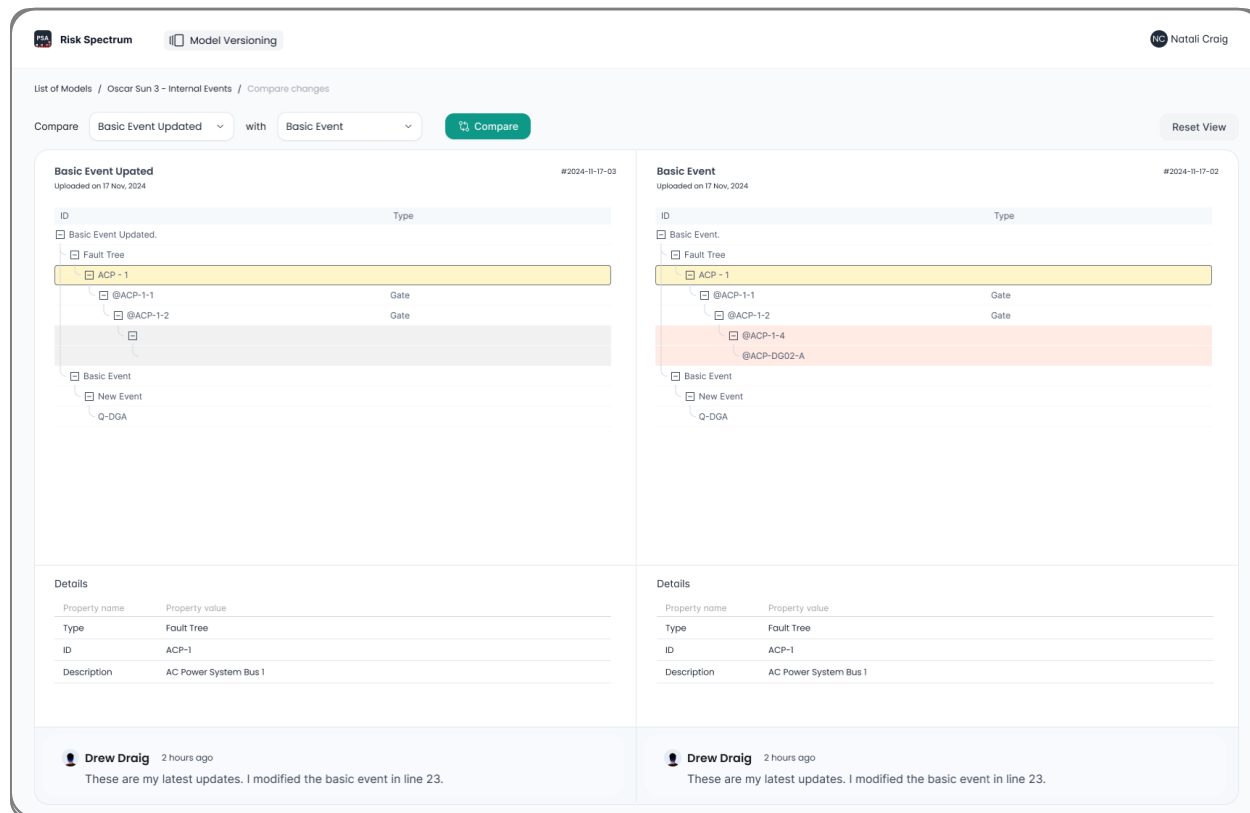 PSA Risk Spectrum Model Versioning NC Natali Craig
List of Models / Oscar Sun 3 - Internal Events / Compare changes
Compare Basic Event Updated with Basic Event Compare Reset View
Basic Event Upated #2024-11-17-03
Uploaded on 17 Nov, 2024
ID Type
Basic Event Updated.
Fault Tree
ACP - 1
@ACP-1-1 Gate
@ACP-1-2 Gate
Basic Event
New Event
Q-DGA
Basic Event #2024-11-17-02
Uploaded on 17 Nov, 2024
ID Type
Basic Event.
Fault Tree
ACP - 1
@ACP-1-1 Gate
@ACP-1-2 Gate
@ACP-1-4
@ACP-DG02-A
Basic Event
New Event
Q-DGA
Details
Property name Property value
Type Fault Tree
ID ACP-1
Description AC Power System Bus 1
Details
Property name Property value
Type Fault Tree
ID ACP-1
Description AC Power System Bus 1
Drew Draig 2 hours ago
These are my latest updates. I modified the basic event in line 23.
Drew Draig 2 hours ago
These are my latest updates. I modified the basic event in line 23.